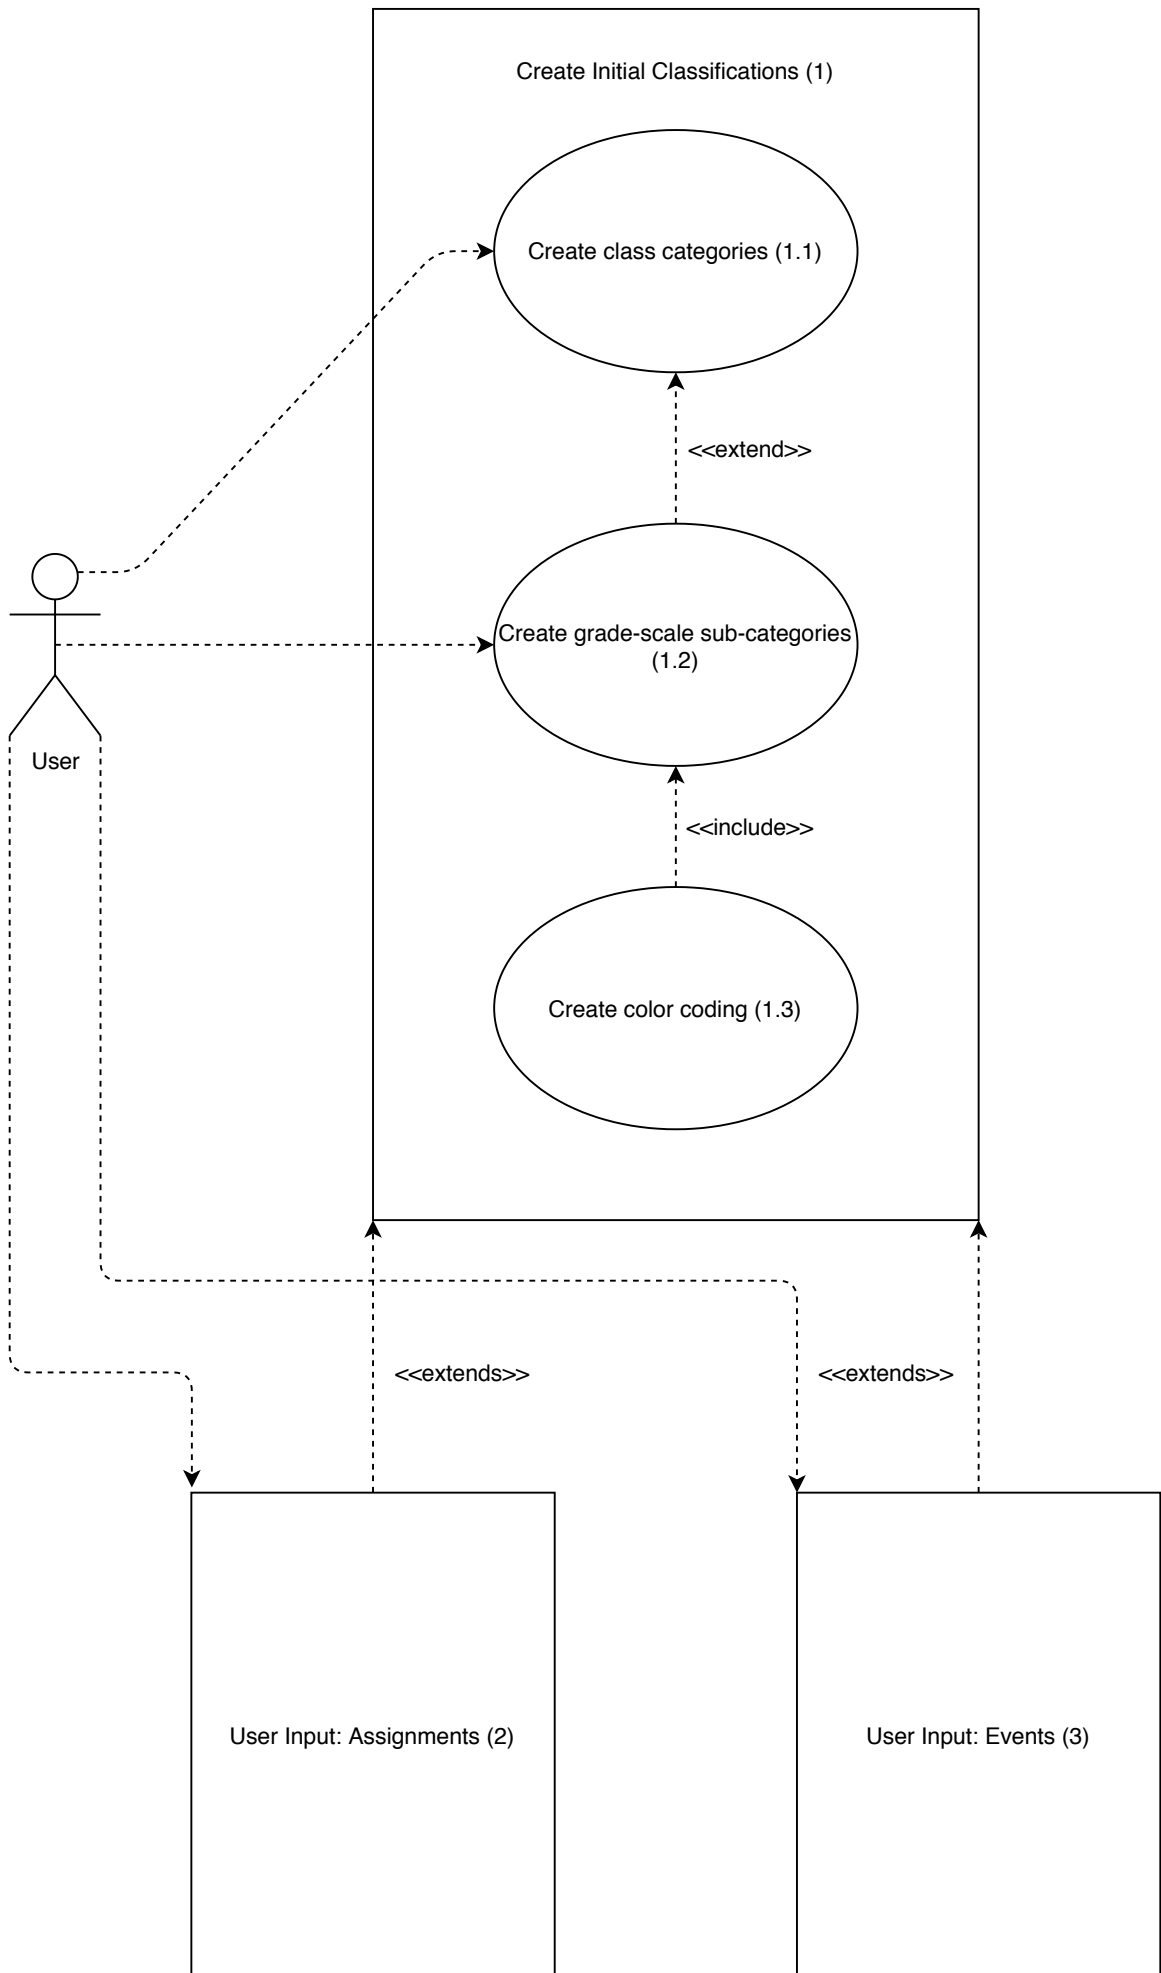 Create Initial Classifications (1)
Create class categories (1.1)
<<extend>>
Create grade-scale sub-categories
(1.2)
User
<<include>>
Create color coding (1.3)
<<extends>>
<<extends>>
User Input: Assignments (2)
User Input: Events (3)